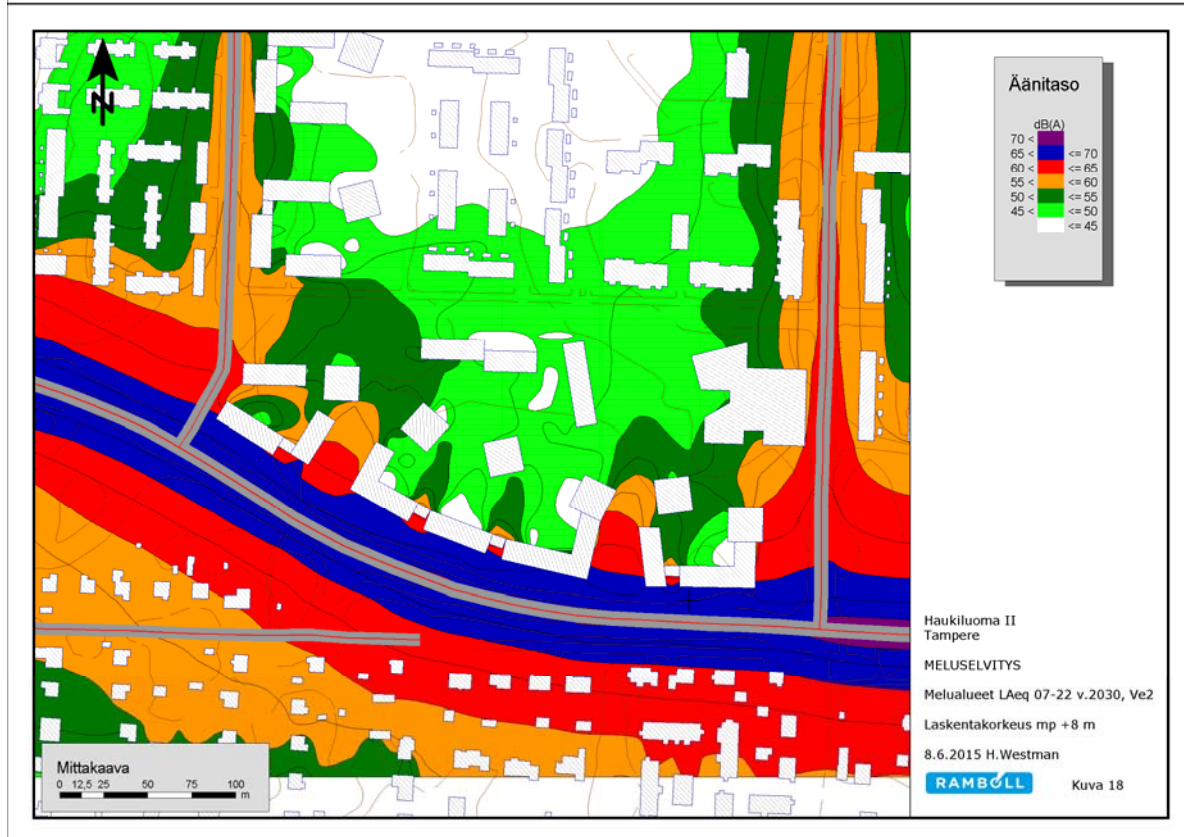 N
Äänitaso
dB(A)
70 <
65 < <= 70
60 < <= 65
55 < <= 60
50 < <= 55
45 < <= 50
<= 45
Haukiluoma II
Tampere
MELUSELVITYS
Melualueet LAeq 07-22 v.2030, Ve2
Laskentakorkeus mp +8 m
8.6.2015 H.Westman
RAMBOLL Kuva 18
Mittakaava
0 12,5 25 50 75 100
m